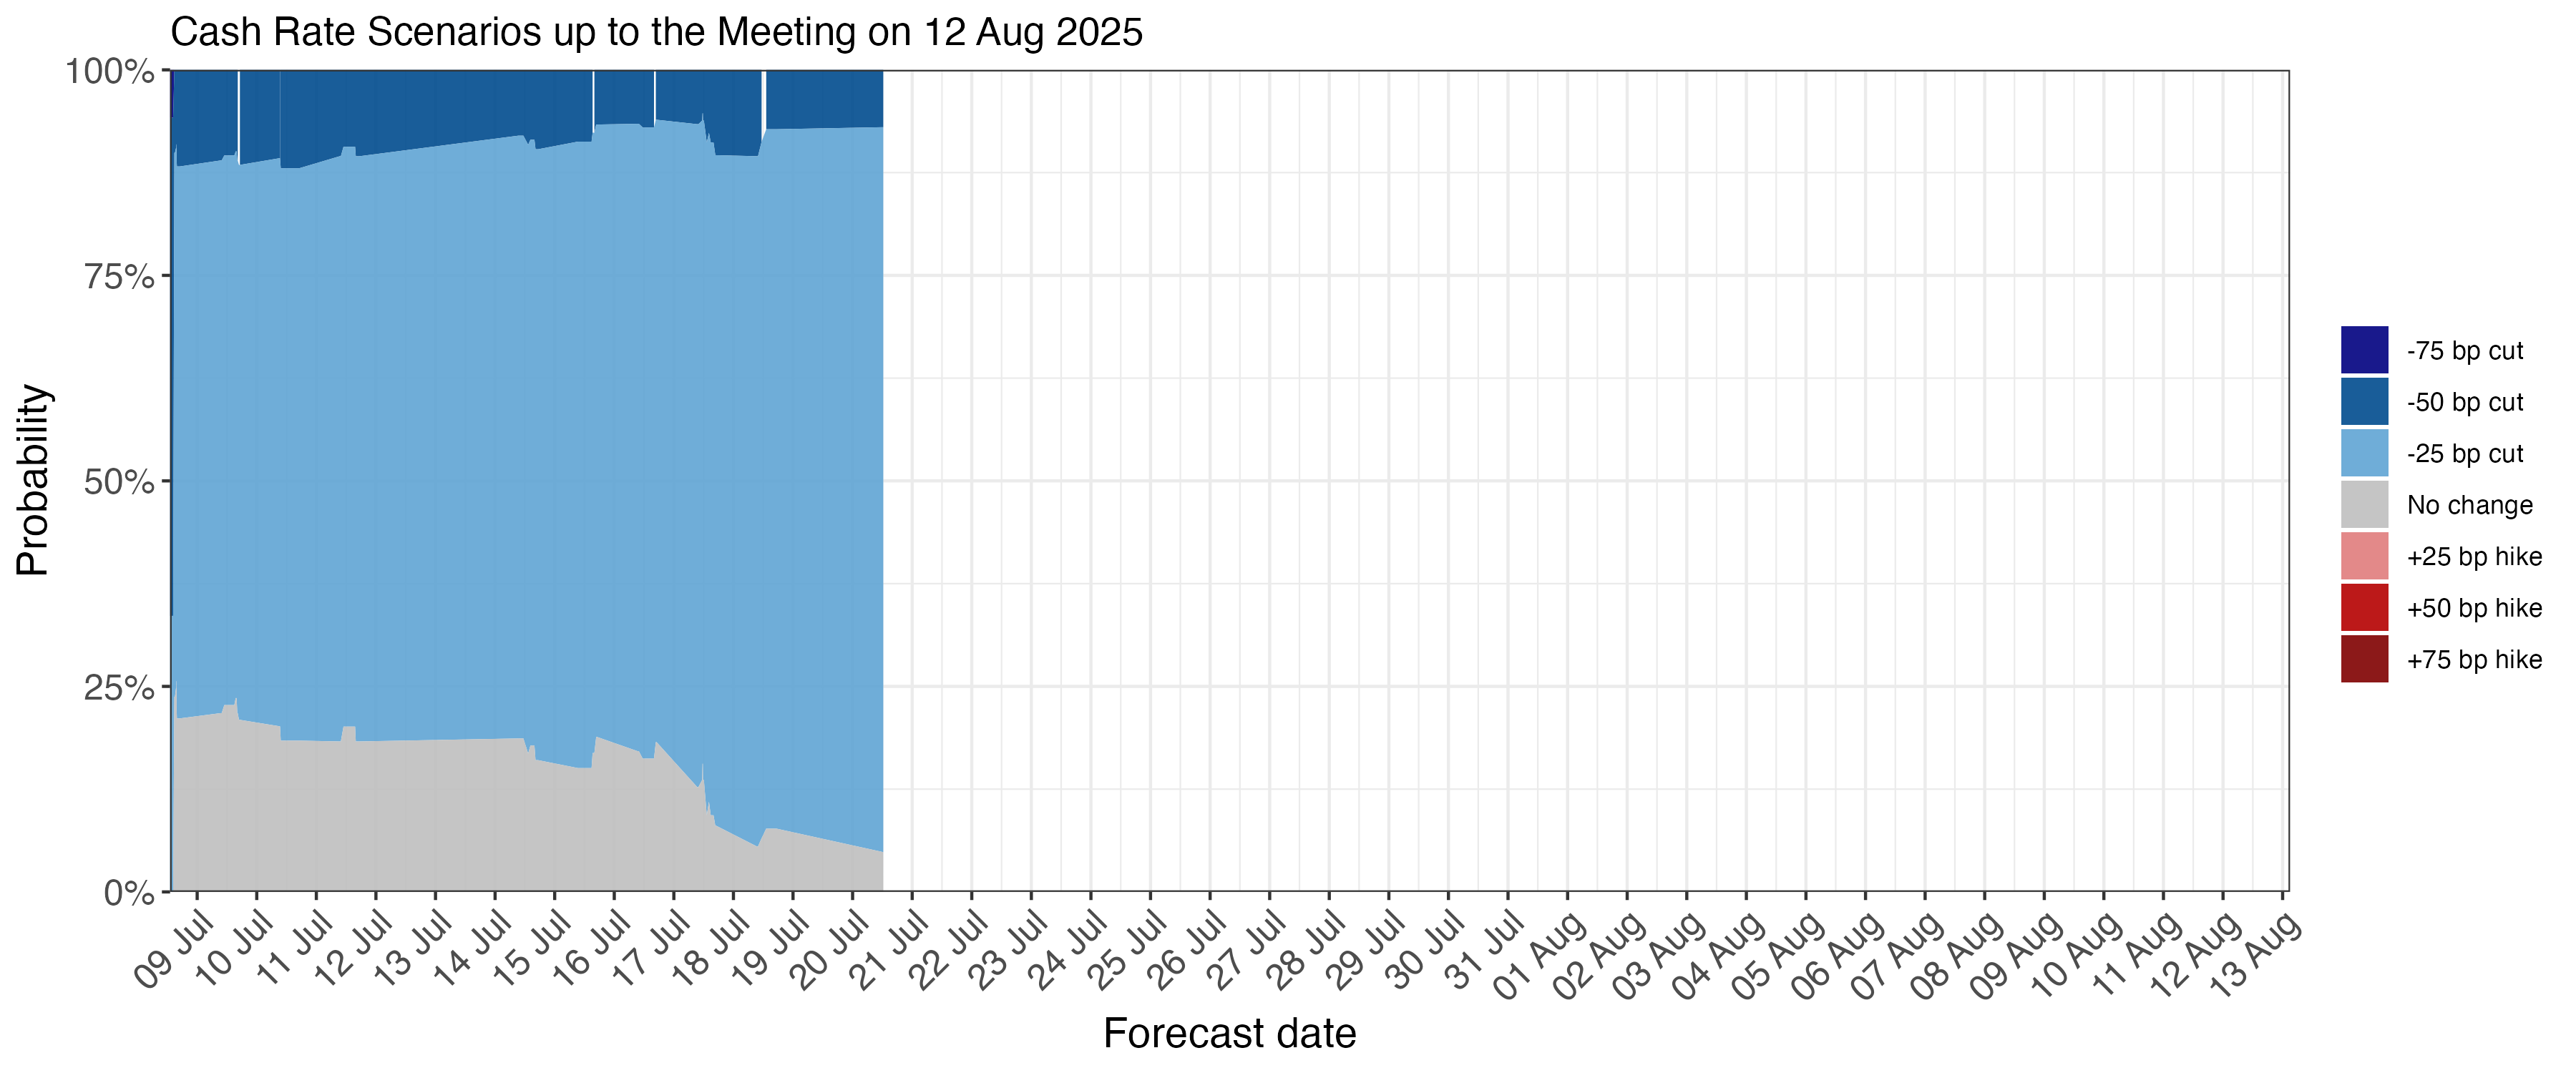 Cash Rate Scenarios up to the Meeting on 12 Aug 2025
100%
75%
50%
25%
0%
Probability
09 Jul
10 Jul
11 Jul
12 Jul
13 Jul
14 Jul
15 Jul
16 Jul
17 Jul
18 Jul
19 Jul
20 Jul
21 Jul
22 Jul
23 Jul
24 Jul
25 Jul
26 Jul
27 Jul
28 Jul
29 Jul
30 Jul
31 Jul
01 Aug
02 Aug
03 Aug
04 Aug
05 Aug
06 Aug
07 Aug
08 Aug
09 Aug
10 Aug
11 Aug
12 Aug
13 Aug
Forecast date
-75 bp cut
-50 bp cut
-25 bp cut
No change
+25 bp hike
+50 bp hike
+75 bp hike